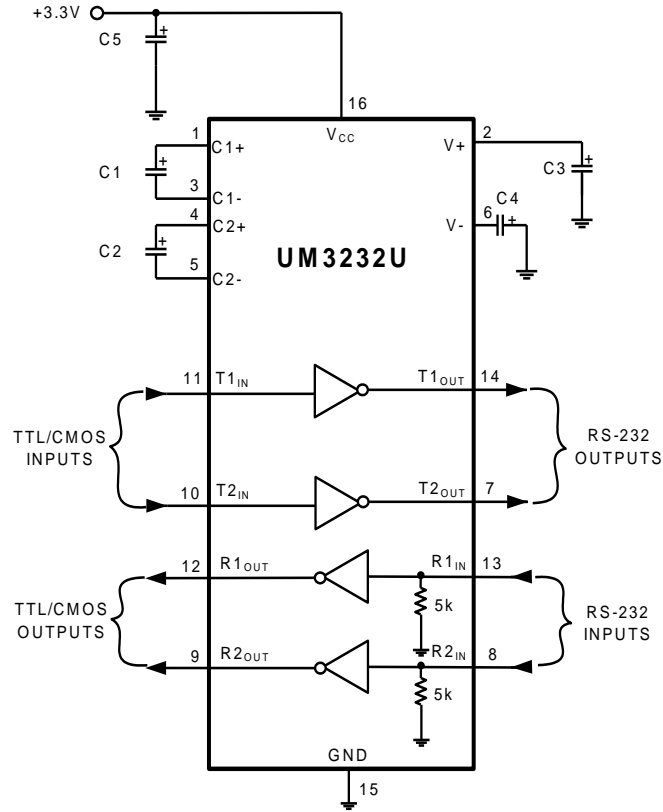 +3.3V
C5
16
VCC
1
C1+
C1
3
C1-
4
C2+
C2
5
C2-
2
V+
C3
C4
6
V-
UM3232U
11
T1IN
T1OUT
14
TTL/CMOS
INPUTS
RS-232
OUTPUTS
10
T2IN
T2OUT
7
12
R1OUT
R1IN
13
5k
TTL/CMOS
OUTPUTS
RS-232
INPUTS
9
R2OUT
R2IN
8
5k
GND
15